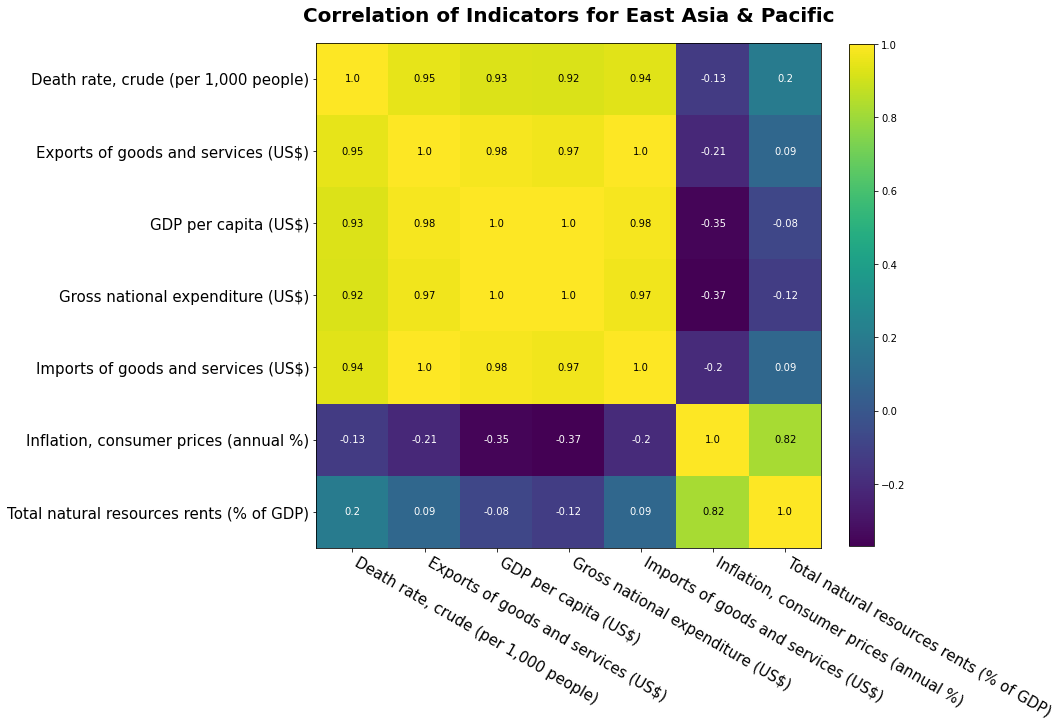 Correlation of Indicators for East Asia & Pacific
Death rate, crude (per 1,000 people) 1.0 0.95 0.93 0.92 0.94 -0.13 0.2
Exports of goods and services (US$) 0.95 1.0 0.98 0.97 1.0 -0.21 0.09
GDP per capita (US$) 0.93 0.98 1.0 1.0 0.98 -0.35 -0.08
Gross national expenditure (US$) 0.92 0.97 1.0 1.0 0.97 -0.37 -0.12
Imports of goods and services (US$) 0.94 1.0 0.98 0.97 1.0 -0.2 0.09
Inflation, consumer prices (annual %) -0.13 -0.21 -0.35 -0.37 -0.2 1.0 0.82
Total natural resources rents (% of GDP) 0.2 0.09 -0.08 -0.12 0.09 0.82 1.0
Death rate, crude (per 1,000 people)
Exports of goods and services (US$)
GDP per capita (US$)
Gross national expenditure (US$)
Imports of goods and services (US$)
Inflation, consumer prices (annual %)
Total natural resources rents (% of GDP)
1.0
0.8
0.6
0.4
0.2
0.0
−0.2